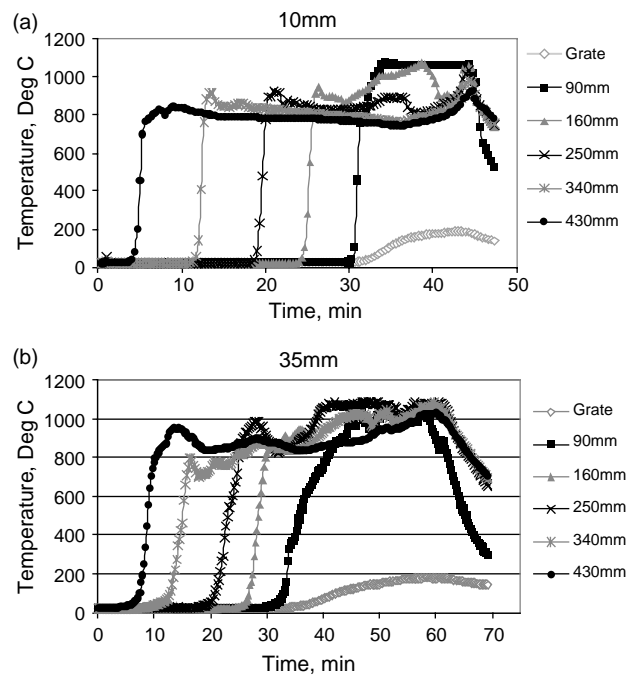 (a)
10mm
Temperature, Deg C
1200
1000
800
600
400
200
0
0 10 20 30 40 50
Time, min
Grate
90mm
160mm
250mm
340mm
430mm
(b)
35mm
Temperature, Deg C
1200
1000
800
600
400
200
0
0 10 20 30 40 50 60 70
Time, min
Grate
90mm
160mm
250mm
340mm
430mm